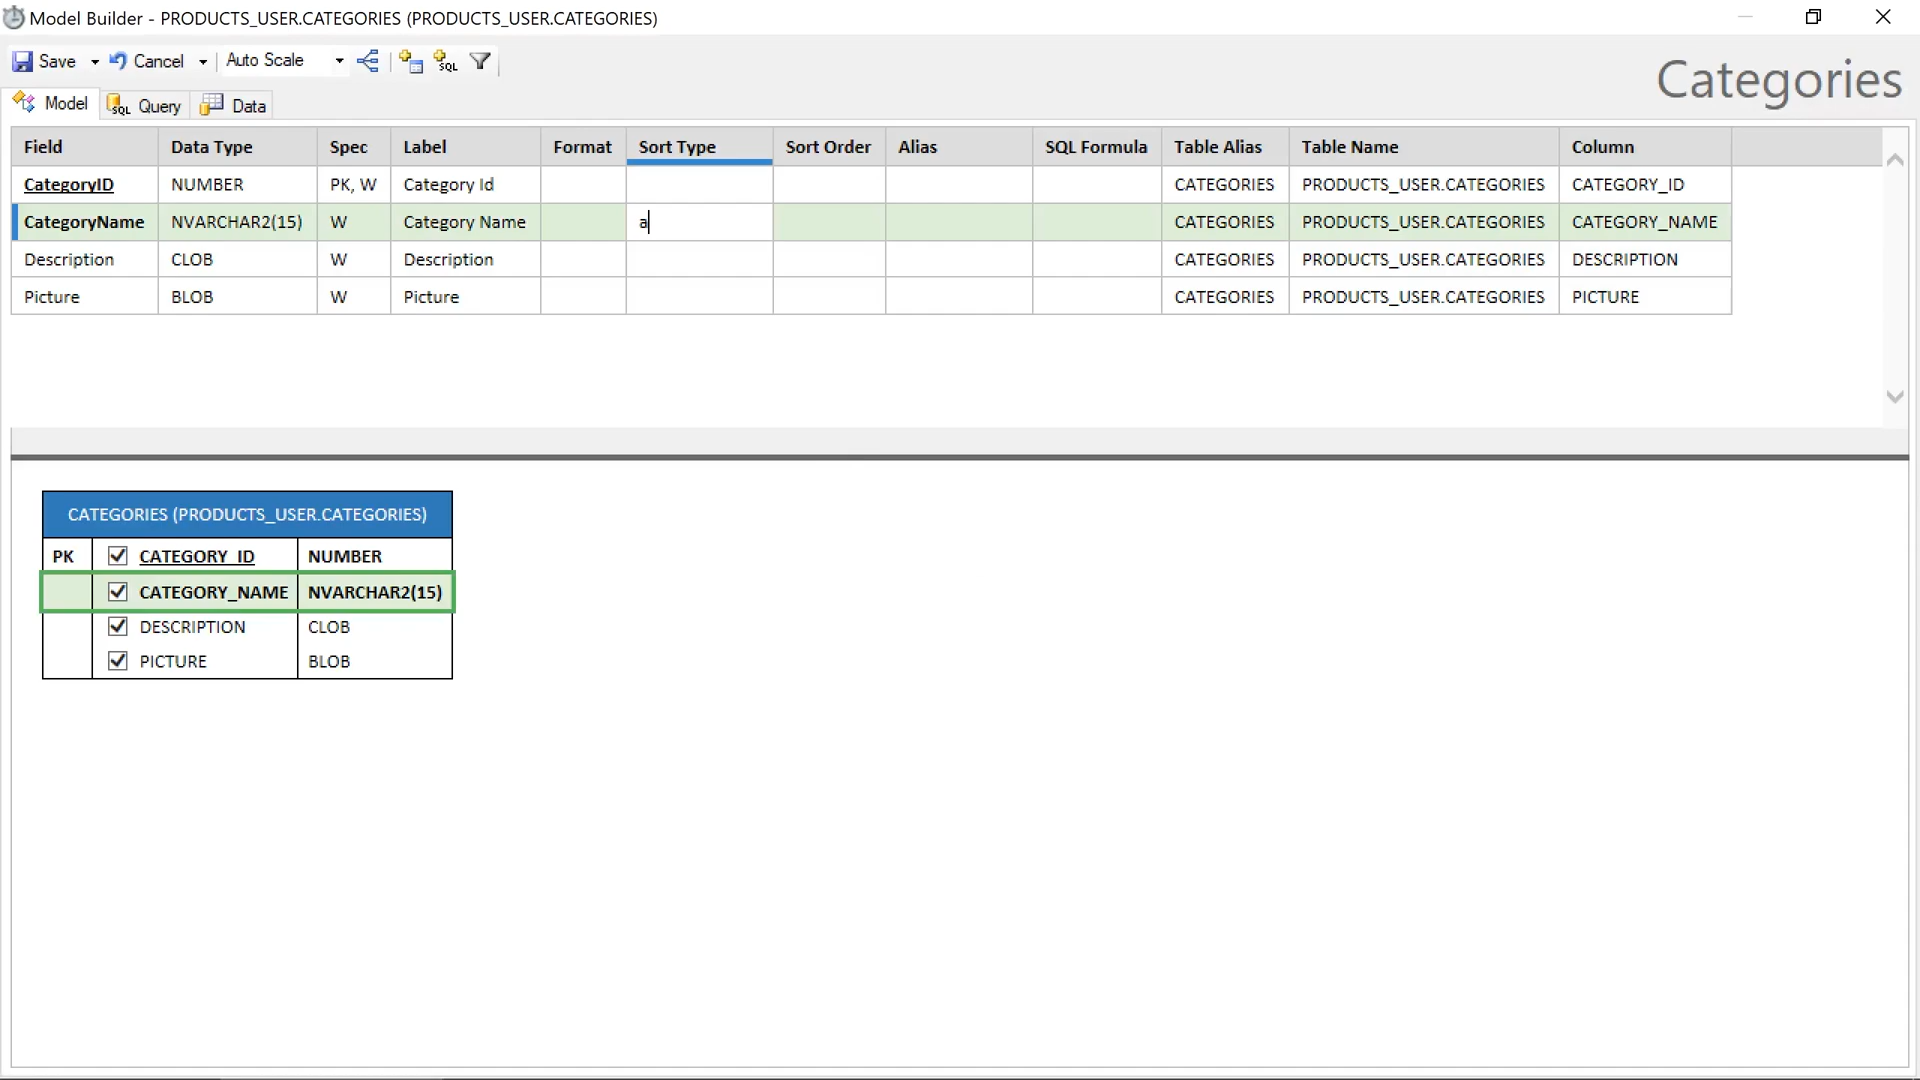 Model Builder - PRODUCTS_USER.CATEGORIES (PRODUCTS_USER.CATEGORIES)
Save Cancel Auto Scale SQL
Categories
Model SQL Query Data
Field Data Type Spec Label Format Sort Type Sort Order Alias SQL Formula Table Alias Table Name Column
CategoryID NUMBER PK, W Category Id CATEGORIES PRODUCTS_USER.CATEGORIES CATEGORY_ID
CategoryName NVARCHAR2(15) W Category Name a CATEGORIES PRODUCTS_USER.CATEGORIES CATEGORY_NAME
Description CLOB W Description CATEGORIES PRODUCTS_USER.CATEGORIES DESCRIPTION
Picture BLOB W Picture CATEGORIES PRODUCTS_USER.CATEGORIES PICTURE
CATEGORIES (PRODUCTS_USER.CATEGORIES)
PK CATEGORY_ID NUMBER
CATEGORY_NAME NVARCHAR2(15)
DESCRIPTION CLOB
PICTURE BLOB